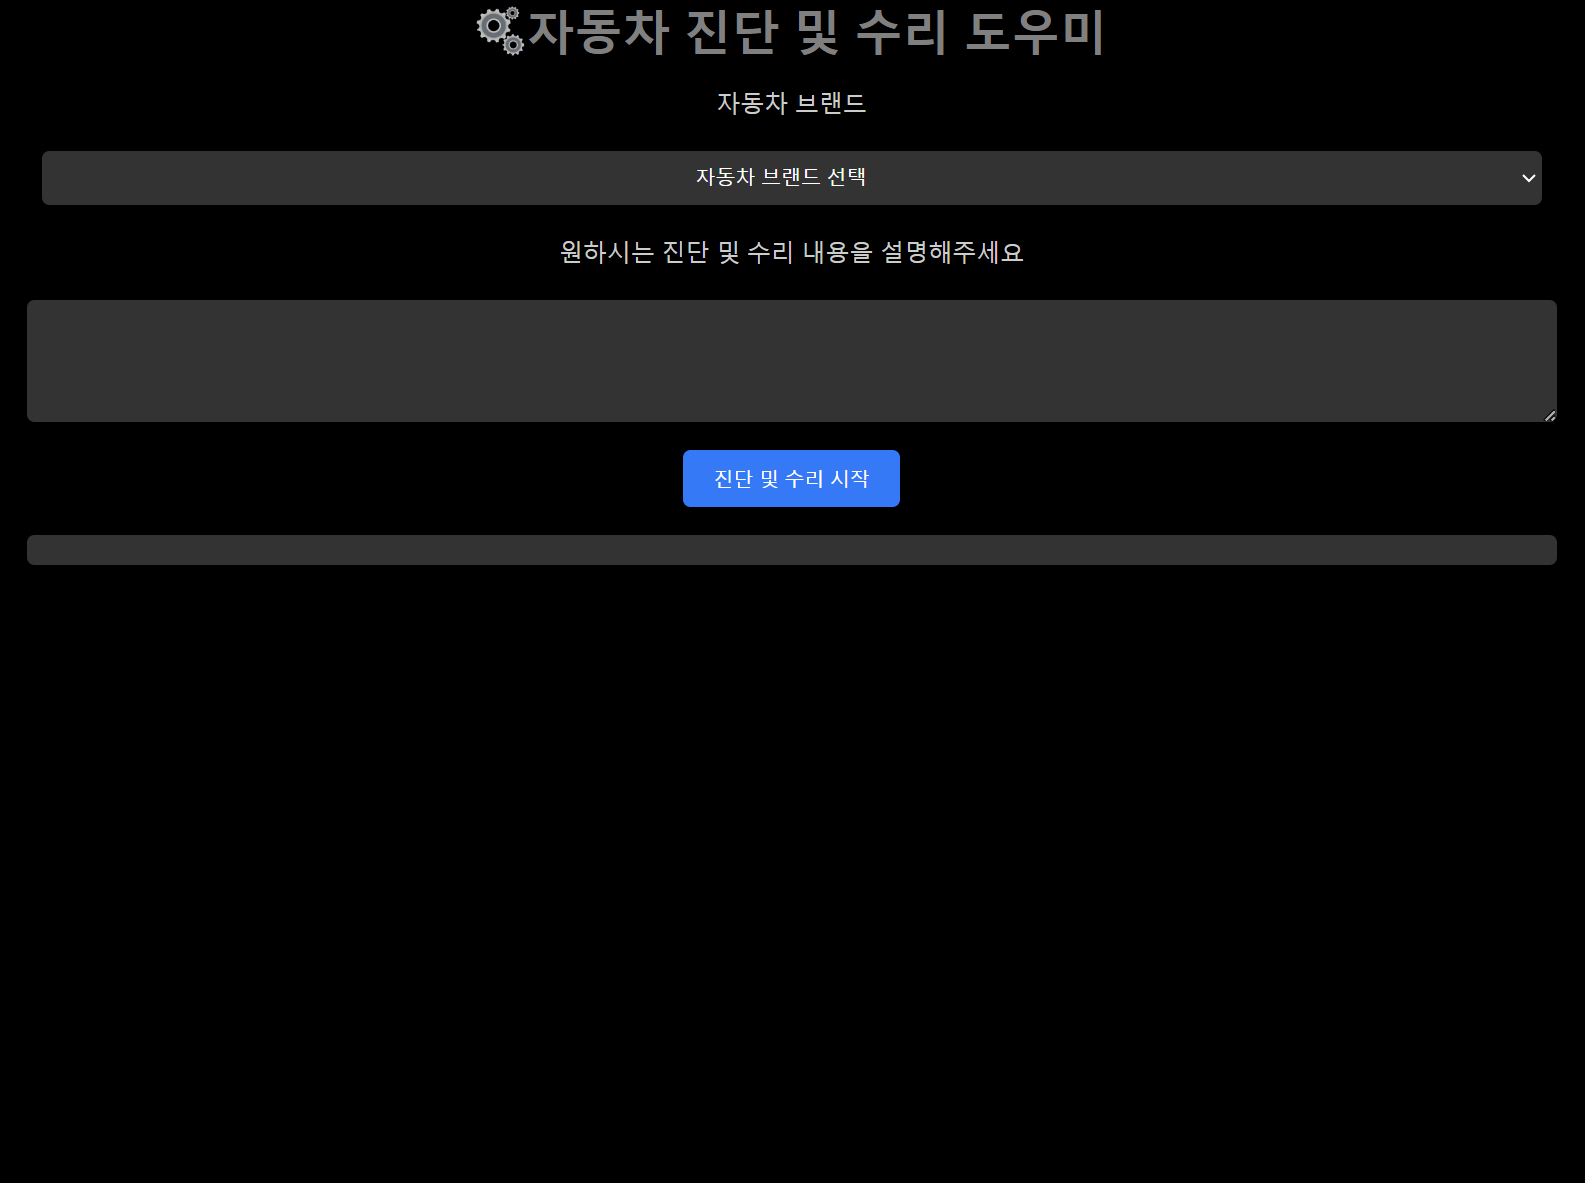 자동차 진단 및 수리 도우미
자동차 브랜드
자동차 브랜드 선택
원하시는 진단 및 수리 내용을 설명해주세요
진단 및 수리 시작